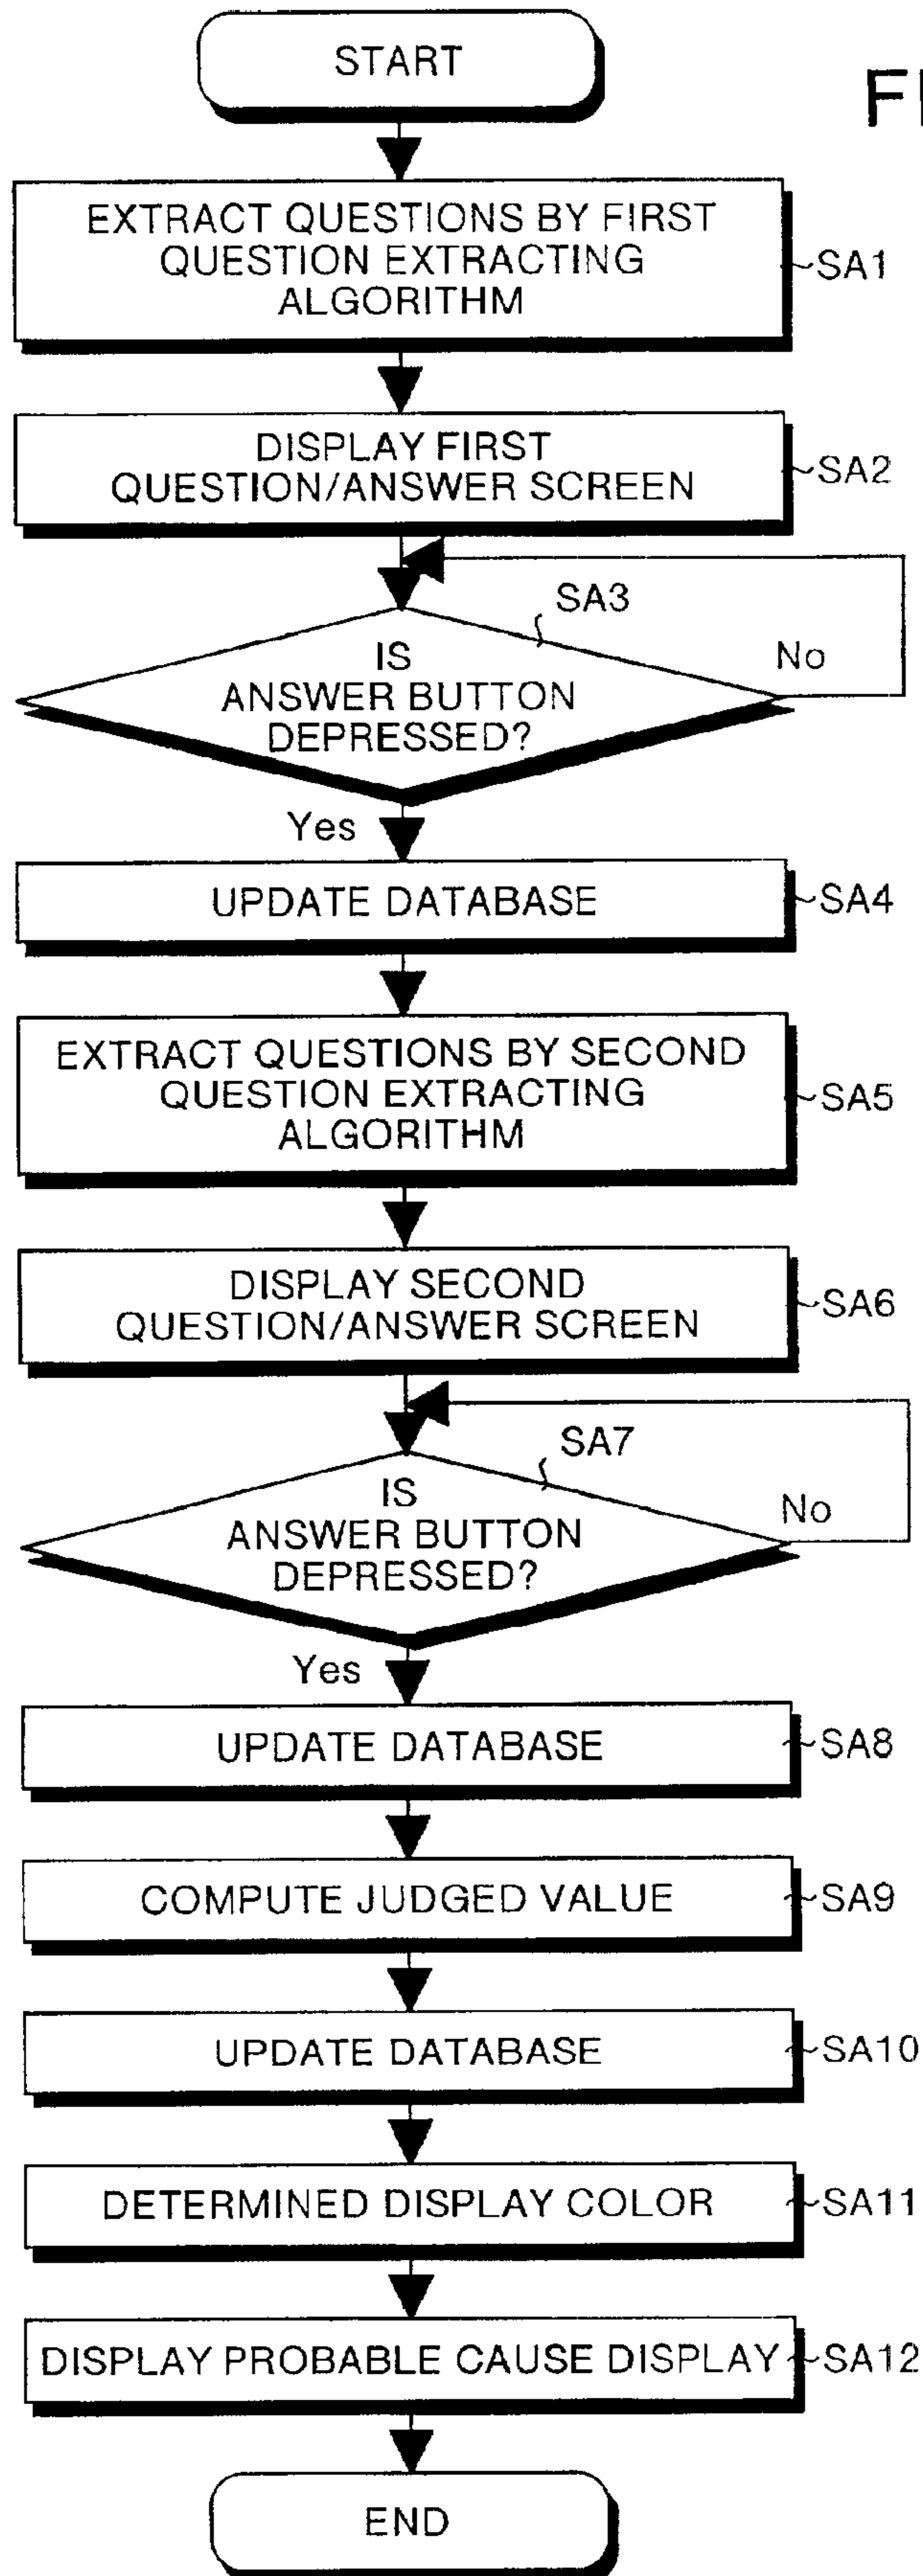 START
FI
EXTRACT QUESTIONS BY FIRST
QUESTION EXTRACTING
ALGORITHM
SA1
DISPLAY FIRST
QUESTION/ANSWER SCREEN
SA2
SA3
IS
ANSWER BUTTON
DEPRESSED?
No
Yes
UPDATE DATABASE
SA4
EXTRACT QUESTIONS BY SECOND
QUESTION EXTRACTING
ALGORITHM
SA5
DISPLAY SECOND
QUESTION/ANSWER SCREEN
SA6
SA7
IS
ANSWER BUTTON
DEPRESSED?
No
Yes
UPDATE DATABASE
SA8
COMPUTE JUDGED VALUE
SA9
UPDATE DATABASE
SA10
DETERMINED DISPLAY COLOR
SA11
DISPLAY PROBABLE CAUSE DISPLAY
SA12
END